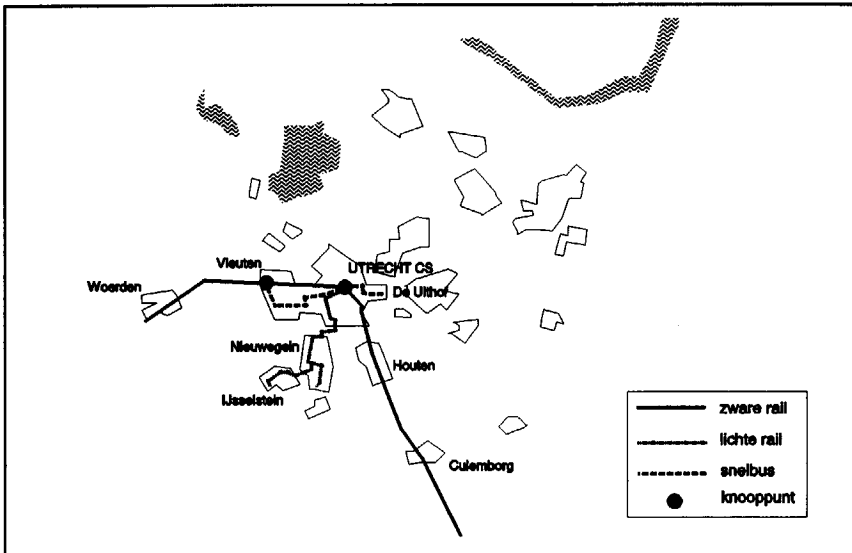 Vleuten
UTRECHT CS
Woerden
De Uithof
Nieuwegein
Houten
IJsselstein
Culemborg
zware rail
lichte rail
snelbus
knooppunt